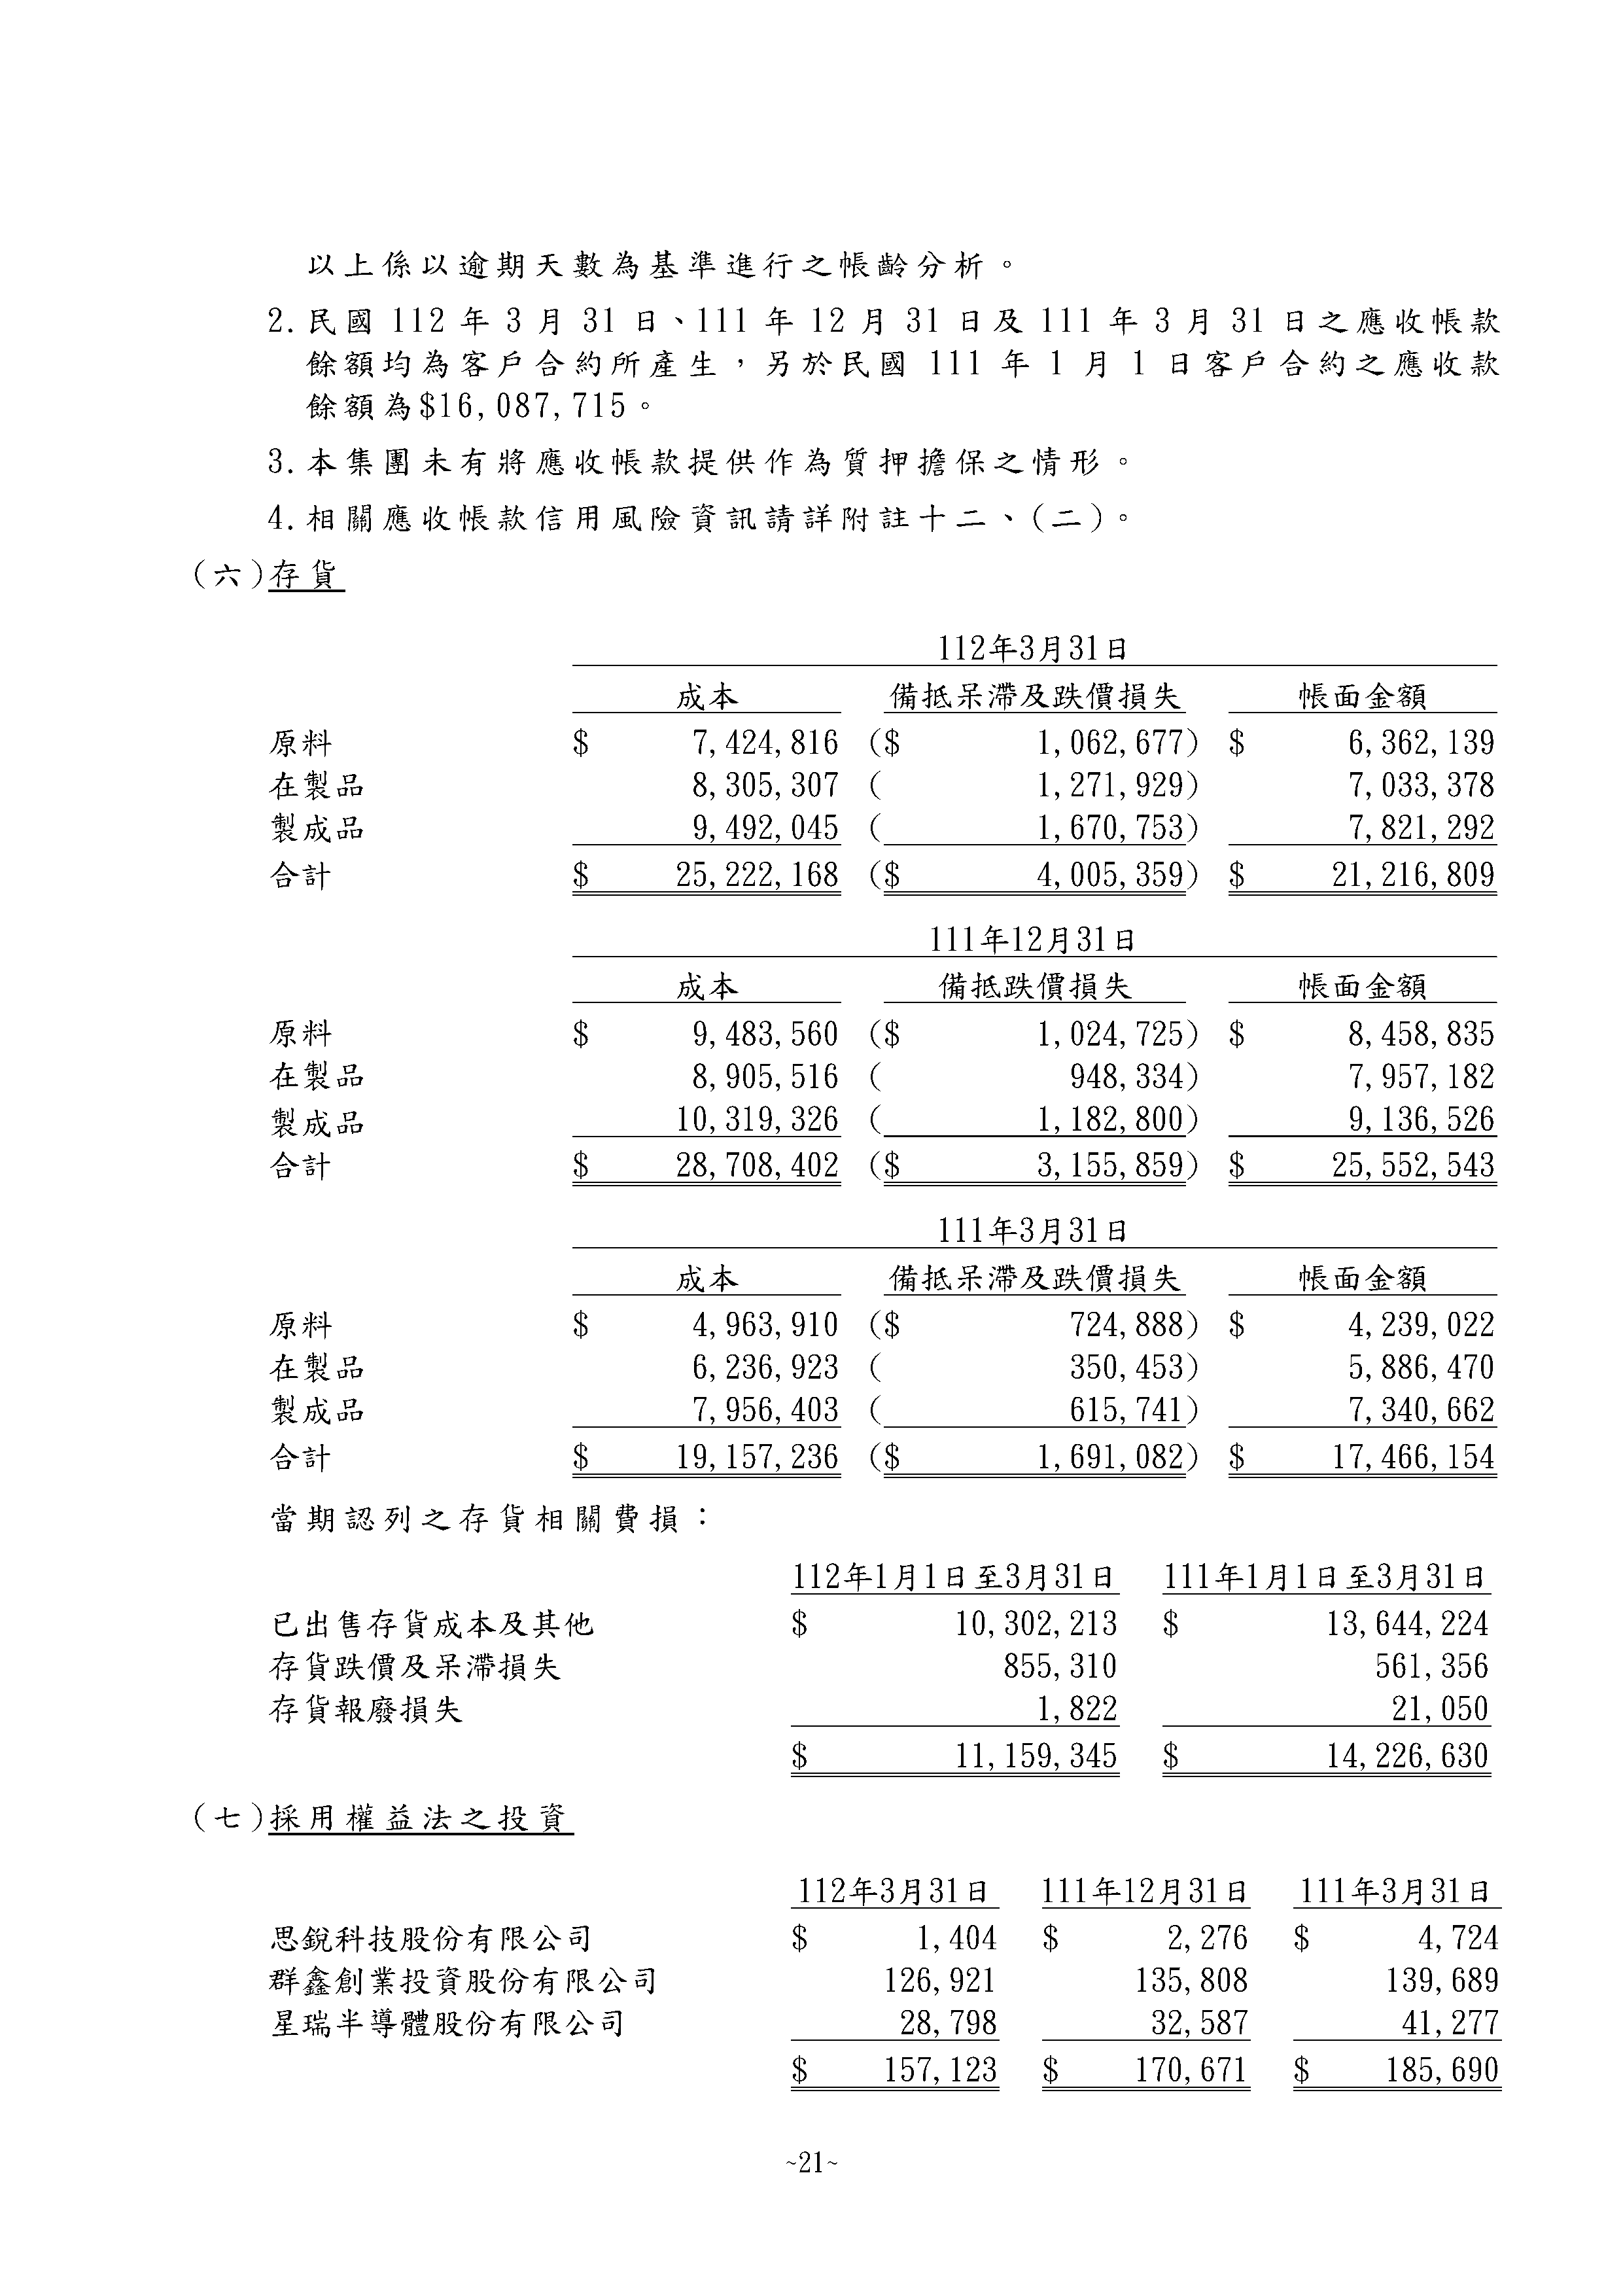 以上係以逾期天數為基準進行之帳齡分析。
2.民國 112 年 3 月 31 日、111 年 12 月 31 日及 111 年 3 月 31 日之應收帳款
餘額均為客戶合約所產生，另於民國 111 年 1 月 1 日客戶合約之應收款
餘額為$16,087,715。
3.本集團未有將應收帳款提供作為質押擔保之情形。
4.相關應收帳款信用風險資訊請詳附註十二、(二)。
(六)存貨
112年3月31日
成本 備抵呆滯及跌價損失 帳面金額
原料 $ 7,424,816 ($ 1,062,677) $ 6,362,139
在製品 8,305,307 ( 1,271,929) 7,033,378
製成品 9,492,045 ( 1,670,753) 7,821,292
合計 $ 25,222,168 ($ 4,005,359) $ 21,216,809
111年12月31日
成本 備抵跌價損失 帳面金額
原料 $ 9,483,560 ($ 1,024,725) $ 8,458,835
在製品 8,905,516 ( 948,334) 7,957,182
製成品 10,319,326 ( 1,182,800) 9,136,526
合計 $ 28,708,402 ($ 3,155,859) $ 25,552,543
111年3月31日
成本 備抵呆滯及跌價損失 帳面金額
原料 $ 4,963,910 ($ 724,888) $ 4,239,022
在製品 6,236,923 ( 350,453) 5,886,470
製成品 7,956,403 ( 615,741) 7,340,662
合計 $ 19,157,236 ($ 1,691,082) $ 17,466,154
當期認列之存貨相關費損：
112年1月1日至3月31日 111年1月1日至3月31日
已出售存貨成本及其他 $ 10,302,213 $ 13,644,224
存貨跌價及呆滯損失 855,310 561,356
存貨報廢損失 1,822 21,050
$ 11,159,345 $ 14,226,630
(七)採用權益法之投資
112年3月31日 111年12月31日 111年3月31日
思銳科技股份有限公司 $ 1,404 $ 2,276 $ 4,724
群鑫創業投資股份有限公司 126,921 135,808 139,689
星瑞半導體股份有限公司 28,798 32,587 41,277
$ 157,123 $ 170,671 $ 185,690
~21~